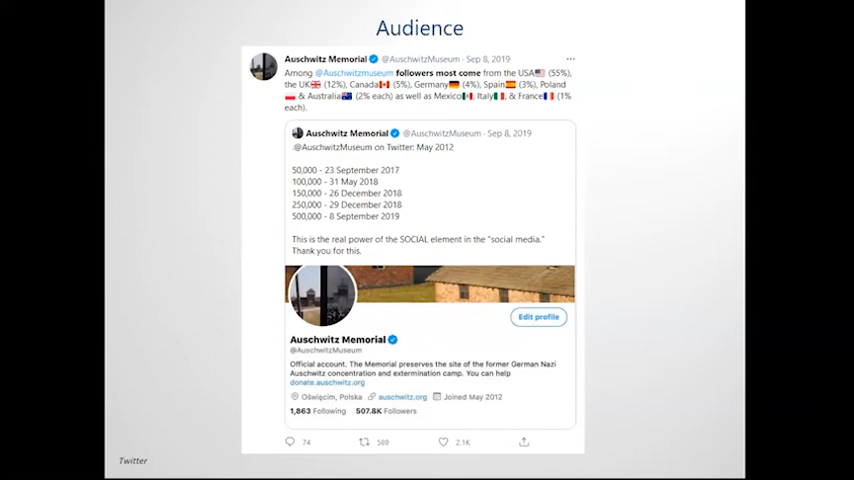 Audience
Auschwitz Memorial @AuschwitzMuseum · Sep 8, 2019
Among @Auschwitzmuseum followers most come from the USA🇺🇸 (55%),
the UK🇬🇧 (12%), Canada🇨🇦 (5%), Germany🇩🇪 (4%), Spain🇪🇸 (3%), Poland
🇵🇱 & Australia🇦🇺 (2% each) as well as Mexico🇲🇽, Italy🇮🇹, & France🇫🇷 (1%
each).
Auschwitz Memorial @AuschwitzMuseum · Sep 8, 2019
.@AuschwitzMuseum on Twitter: May 2012
50,000 - 23 September 2017
100,000 - 31 May 2018
150,000 - 26 December 2018
250,000 - 29 December 2018
500,000 - 8 September 2019
This is the real power of the SOCIAL element in the "social media."
Thank you for this.
Edit profile
Auschwitz Memorial
@AuschwitzMuseum
Official account. The Memorial preserves the site of the former German Nazi
Auschwitz concentration and extermination camp. You can help
donate.auschwitz.org
Oświęcim, Polska auschwitz.org Joined May 2012
1,863 Following 507.8K Followers
74 589 2.1K
Twitter